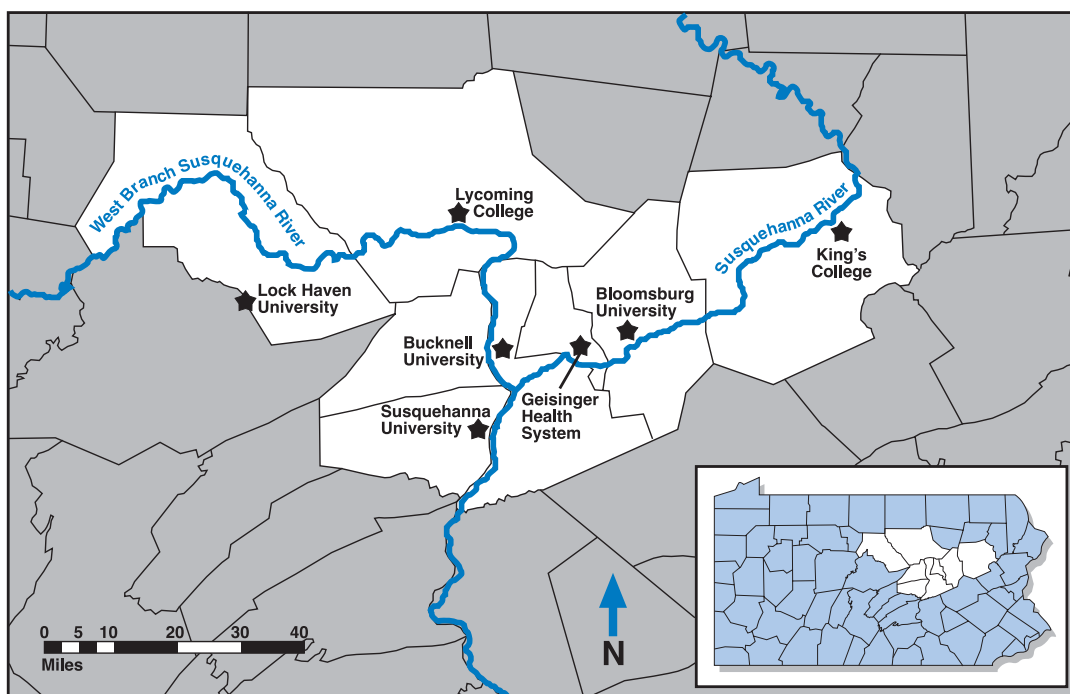 West Branch Susquehanna River
Lycoming
College
Susquehanna River
King's
College
Lock Haven
University
Bloomsburg
University
Bucknell
University
Geisinger
Health
System
Susquehanna
University
0 5 10 20 30 40
Miles
N